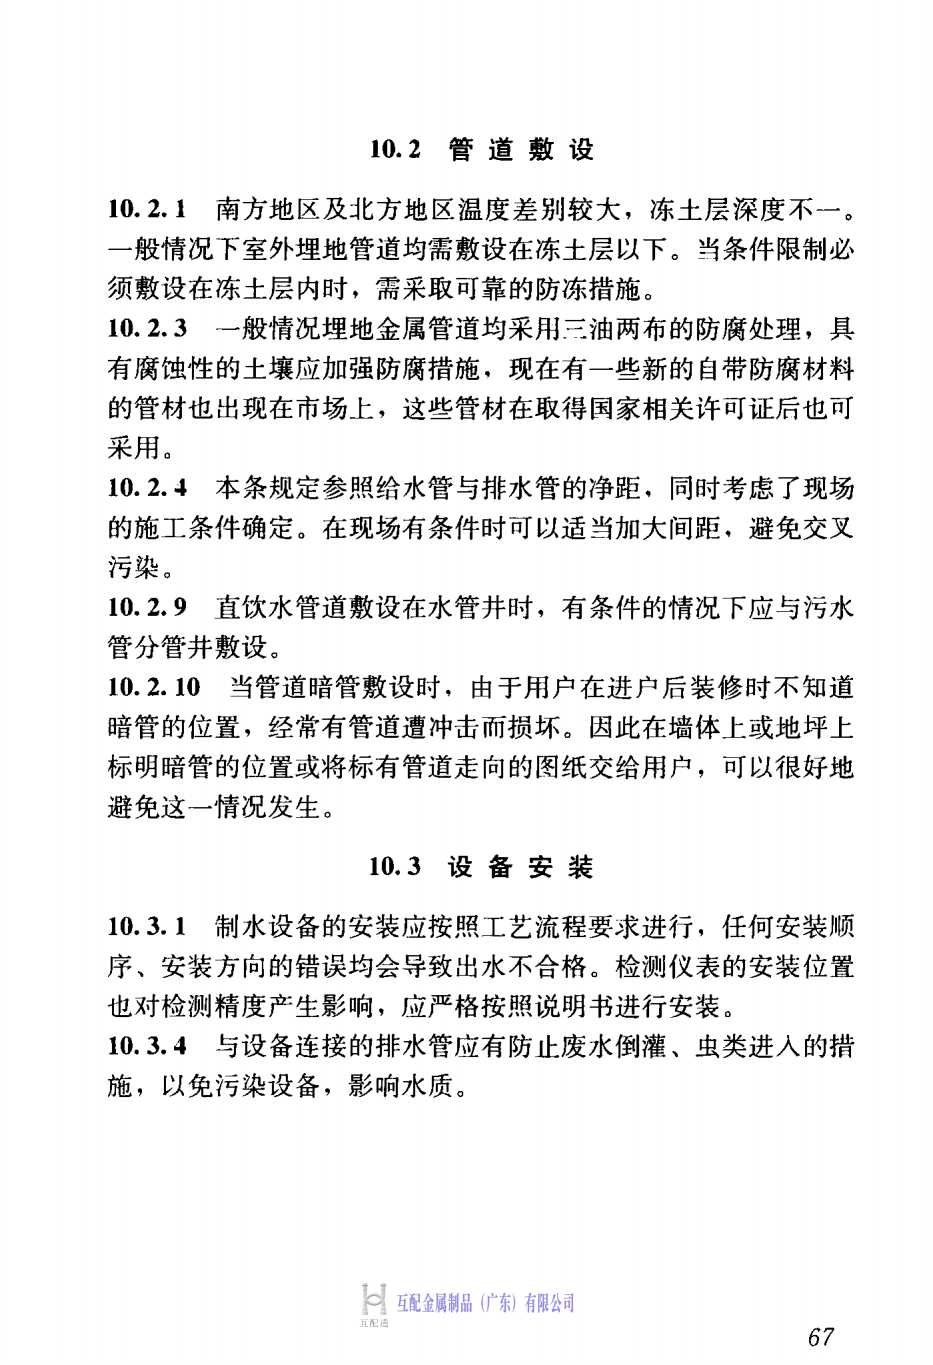 10.2 管道敷设
10.2.1 南方地区及北方地区温度差别较大，冻土层深度不一。
一般情况下室外埋地管道均需敷设在冻土层以下。当条件限制必
须敷设在冻土层内时，需采取可靠的防冻措施。
10.2.3 一般情况埋地金属管道均采用三油两布的防腐处理，具
有腐蚀性的土壤应加强防腐措施，现在有一些新的自带防腐材料
的管材也出现在市场上，这些管材在取得国家相关许可证后也可
采用。
10.2.4 本条规定参照给水管与排水管的净距，同时考虑了现场
的施工条件确定。在现场有条件时可以适当加大间距，避免交叉
污染。
10.2.9 直饮水管道敷设在水管井时，有条件的情况下应与污水
管分管井敷设。
10.2.10 当管道暗管敷设时，由于用户在进户后装修时不知道
暗管的位置，经常有管道遭冲击而损坏。因此在墙体上或地坪上
标明暗管的位置或将标有管道走向的图纸交给用户，可以很好地
避免这一情况发生。
10.3 设备安装
10.3.1 制水设备的安装应按照工艺流程要求进行，任何安装顺
序、安装方向的错误均会导致出水不合格。检测仪表的安装位置
也对检测精度产生影响，应严格按照说明书进行安装。
10.3.4 与设备连接的排水管应有防止废水倒灌、虫类进入的措
施，以免污染设备，影响水质。
互配金属制品（广东）有限公司
互配通
67